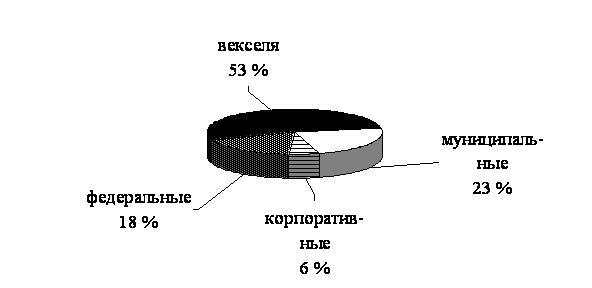 векселя
53 %
муниципаль-
ные
23 %
федеральные
18 %
корпоратив-
ные
6 %